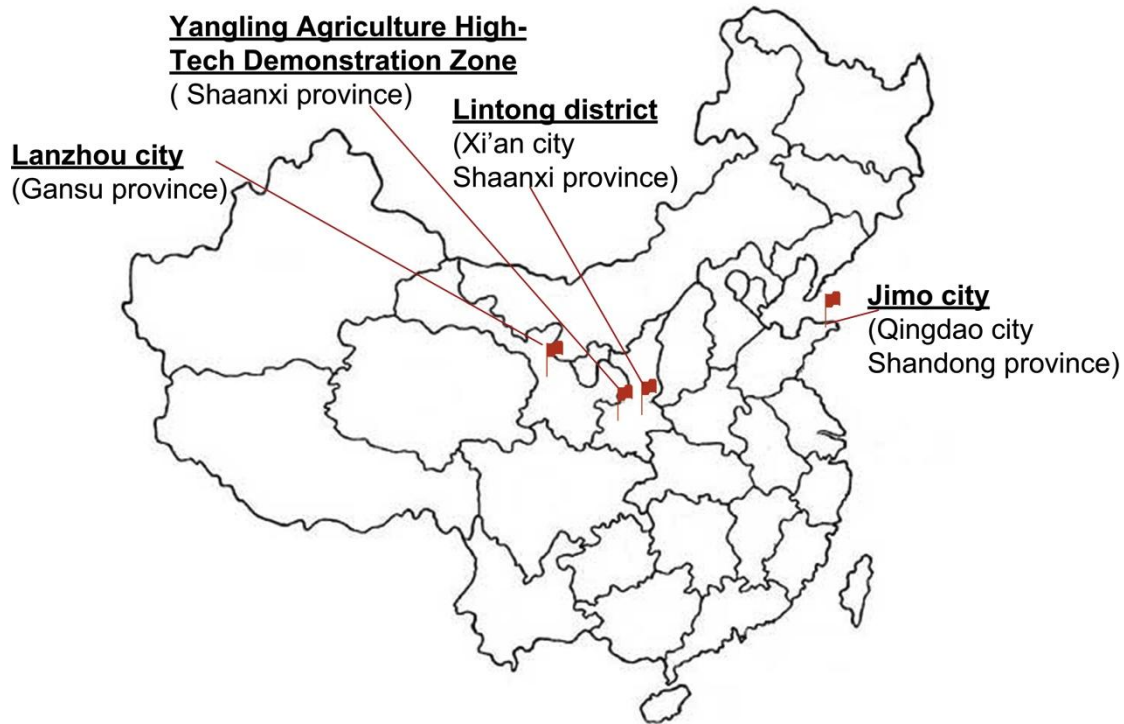 Yangling Agriculture High-
Tech Demonstration Zone
( Shaanxi province)
Lintong district
(Xi’an city
Shaanxi province)
Lanzhou city
(Gansu province)
Jimo city
(Qingdao city
Shandong province)